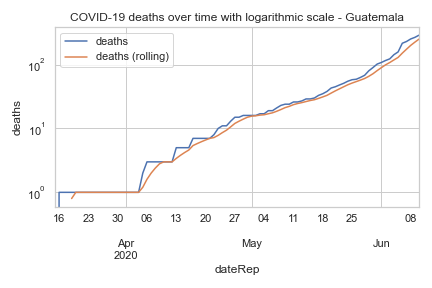 COVID-19 deaths over time with logarithmic scale - Guatemala
deaths
deaths (rolling)
10²
10¹
10⁰
deaths
16 23 30 06 13 20 27 04 11 18 25 08
Apr May Jun
2020
dateRep